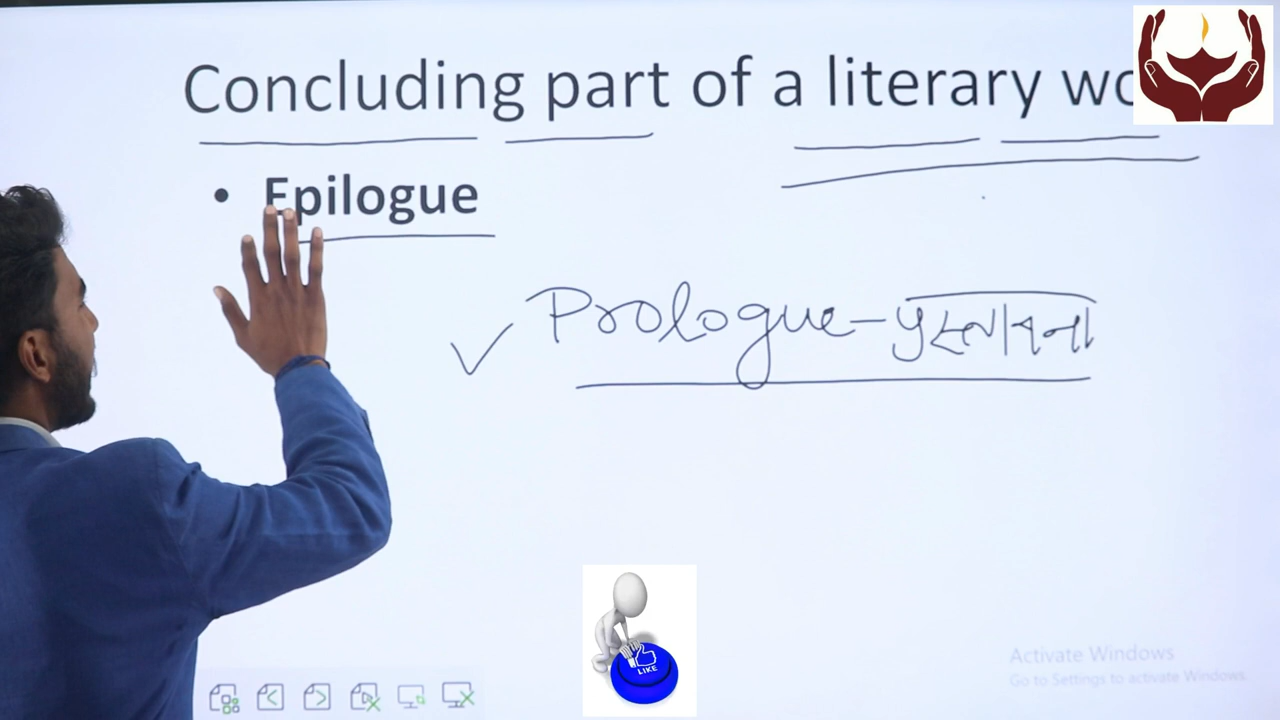 Concluding part of a literary wo
• Epilogue
✓ Prologue-प्रस्तावना
LIKE
Activate Windows
Go to Settings to activate Windows.